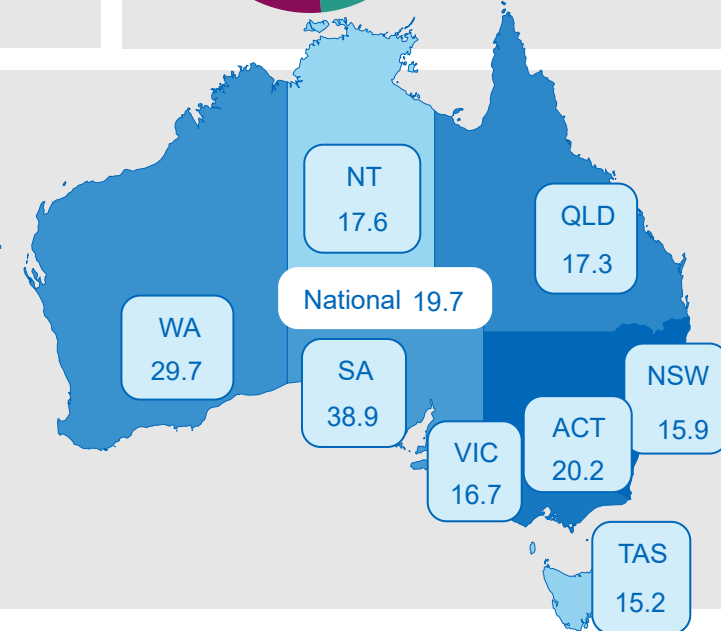 NT
17.6
QLD
17.3
National 19.7
WA
29.7
SA
38.9
NSW
15.9
ACT
20.2
VIC
16.7
TAS
15.2